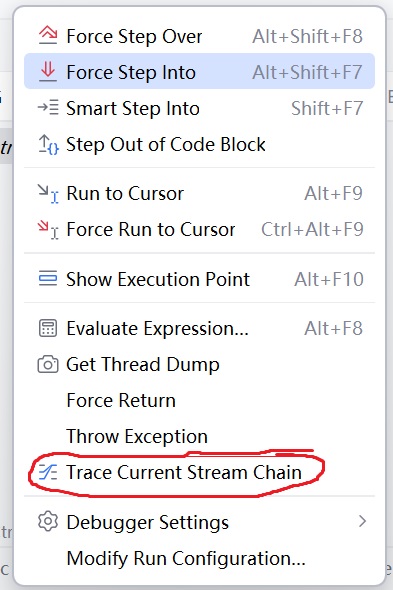 Force Step Over Alt+Shift+F8
Force Step Into Alt+Shift+F7
Smart Step Into Shift+F7
Step Out of Code Block
Run to Cursor Alt+F9
Force Run to Cursor Ctrl+Alt+F9
Show Execution Point Alt+F10
Evaluate Expression... Alt+F8
Get Thread Dump
Force Return
Throw Exception
Trace Current Stream Chain
Debugger Settings
Modify Run Configuration...